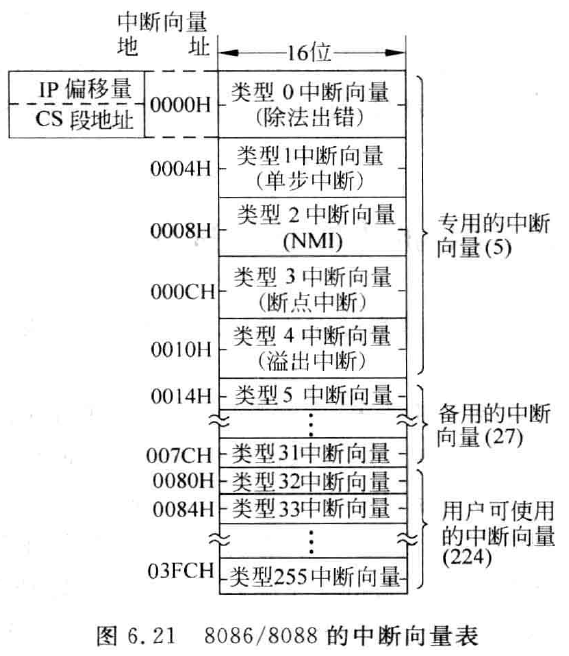 中断向量
地 址
16位
IP 偏移量
CS 段地址
0000H
类型 0 中断向量
(除法出错)
0004H
类型1中断向量
(单步中断)
0008H
类型 2 中断向量
(NMI)
000CH
类型 3 中断向量
(断点中断)
0010H
类型 4 中断向量
(溢出中断)
专用的中断
向量(5)
0014H
类型5 中断向量
007CH
类型31中断向量
备用的中断
向量(27)
0080H
类型32中断向量
0084H
类型33中断向量
03FCH
类型255中断向量
用户可使用
的中断向量
(224)
图 6.21 8086/8088 的中断向量表